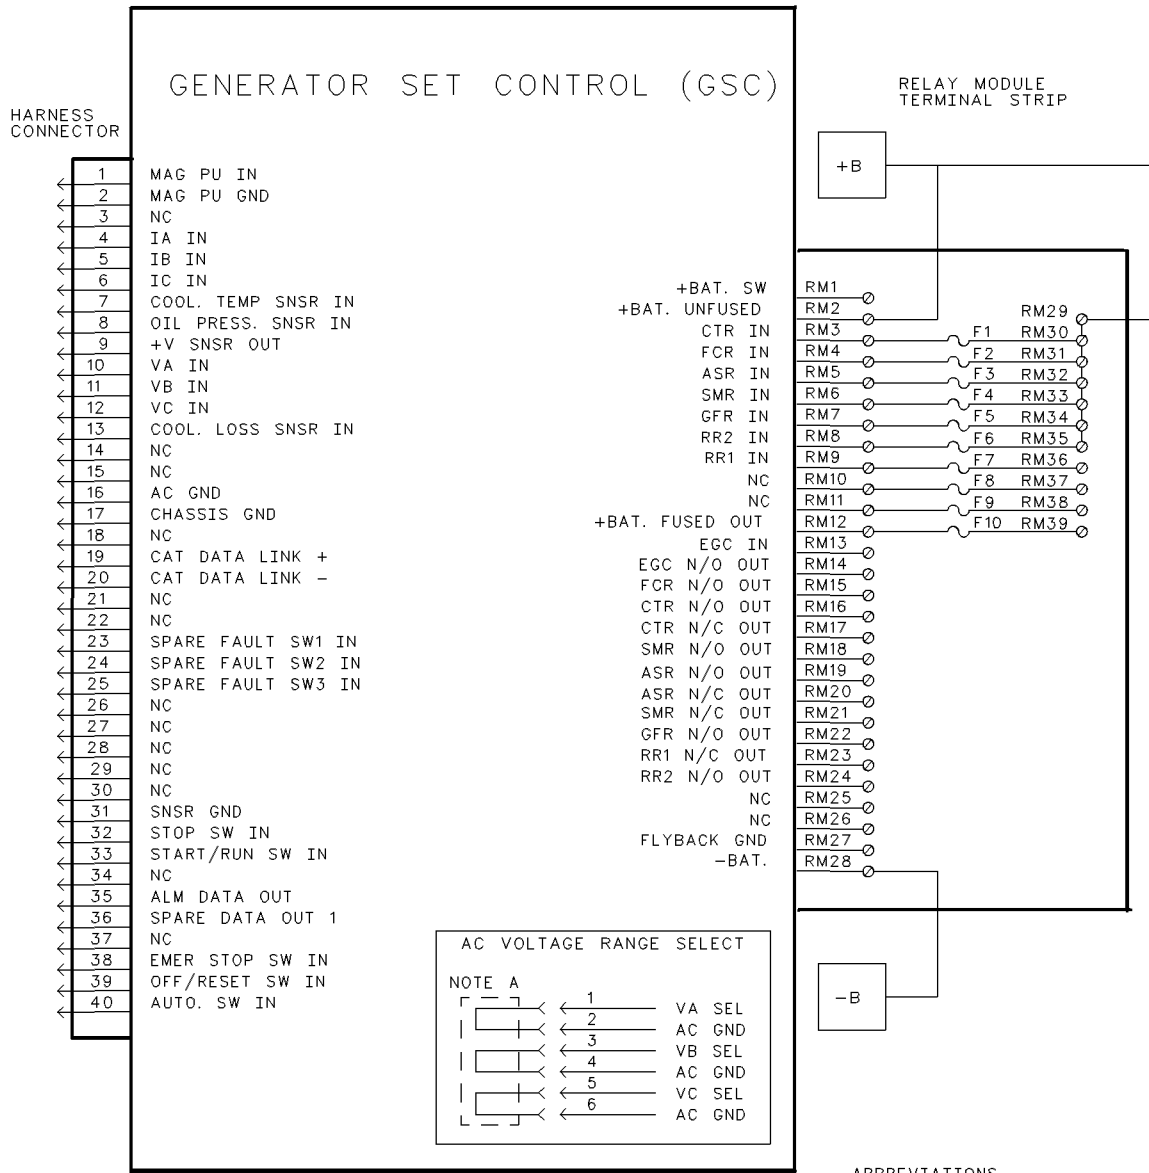 GENERATOR SET CONTROL (GSC)
RELAY MODULE
TERMINAL STRIP
HARNESS
CONNECTOR
+B
1 MAG PU IN
2 MAG PU GND
3 NC
4 IA IN
5 IB IN
6 IC IN
7 COOL. TEMP SNSR IN
8 OIL PRESS. SNSR IN
9 +V SNSR OUT
10 VA IN
11 VB IN
12 VC IN
13 COOL. LOSS SNSR IN
14 NC
15 NC
16 AC GND
17 CHASSIS GND
18 NC
19 CAT DATA LINK +
20 CAT DATA LINK -
21 NC
22 NC
23 SPARE FAULT SW1 IN
24 SPARE FAULT SW2 IN
25 SPARE FAULT SW3 IN
26 NC
27 NC
28 NC
29 NC
30 NC
31 SNSR GND
32 STOP SW IN
33 START/RUN SW IN
34 NC
35 ALM DATA OUT
36 SPARE DATA OUT 1
37 NC
38 EMER STOP SW IN
39 OFF/RESET SW IN
40 AUTO. SW IN
+BAT. SW RM1
+BAT. UNFUSED RM2 RM29
CTR IN RM3 F1 RM30
FCR IN RM4 F2 RM31
ASR IN RM5 F3 RM32
SMR IN RM6 F4 RM33
GFR IN RM7 F5 RM34
RR2 IN RM8 F6 RM35
RR1 IN RM9 F7 RM36
NC RM10 F8 RM37
NC RM11 F9 RM38
+BAT. FUSED OUT RM12 F10 RM39
EGC IN RM13
EGC N/O OUT RM14
FCR N/O OUT RM15
CTR N/O OUT RM16
CTR N/C OUT RM17
SMR N/O OUT RM18
ASR N/O OUT RM19
ASR N/C OUT RM20
SMR N/C OUT RM21
GFR N/O OUT RM22
RR1 N/C OUT RM23
RR2 N/O OUT RM24
NC RM25
NC RM26
FLYBACK GND RM27
-BAT. RM28
AC VOLTAGE RANGE SELECT
NOTE A
1 VA SEL
2 AC GND
3 VB SEL
4 AC GND
5 VC SEL
6 AC GND
-B
ABBREVIATIONS